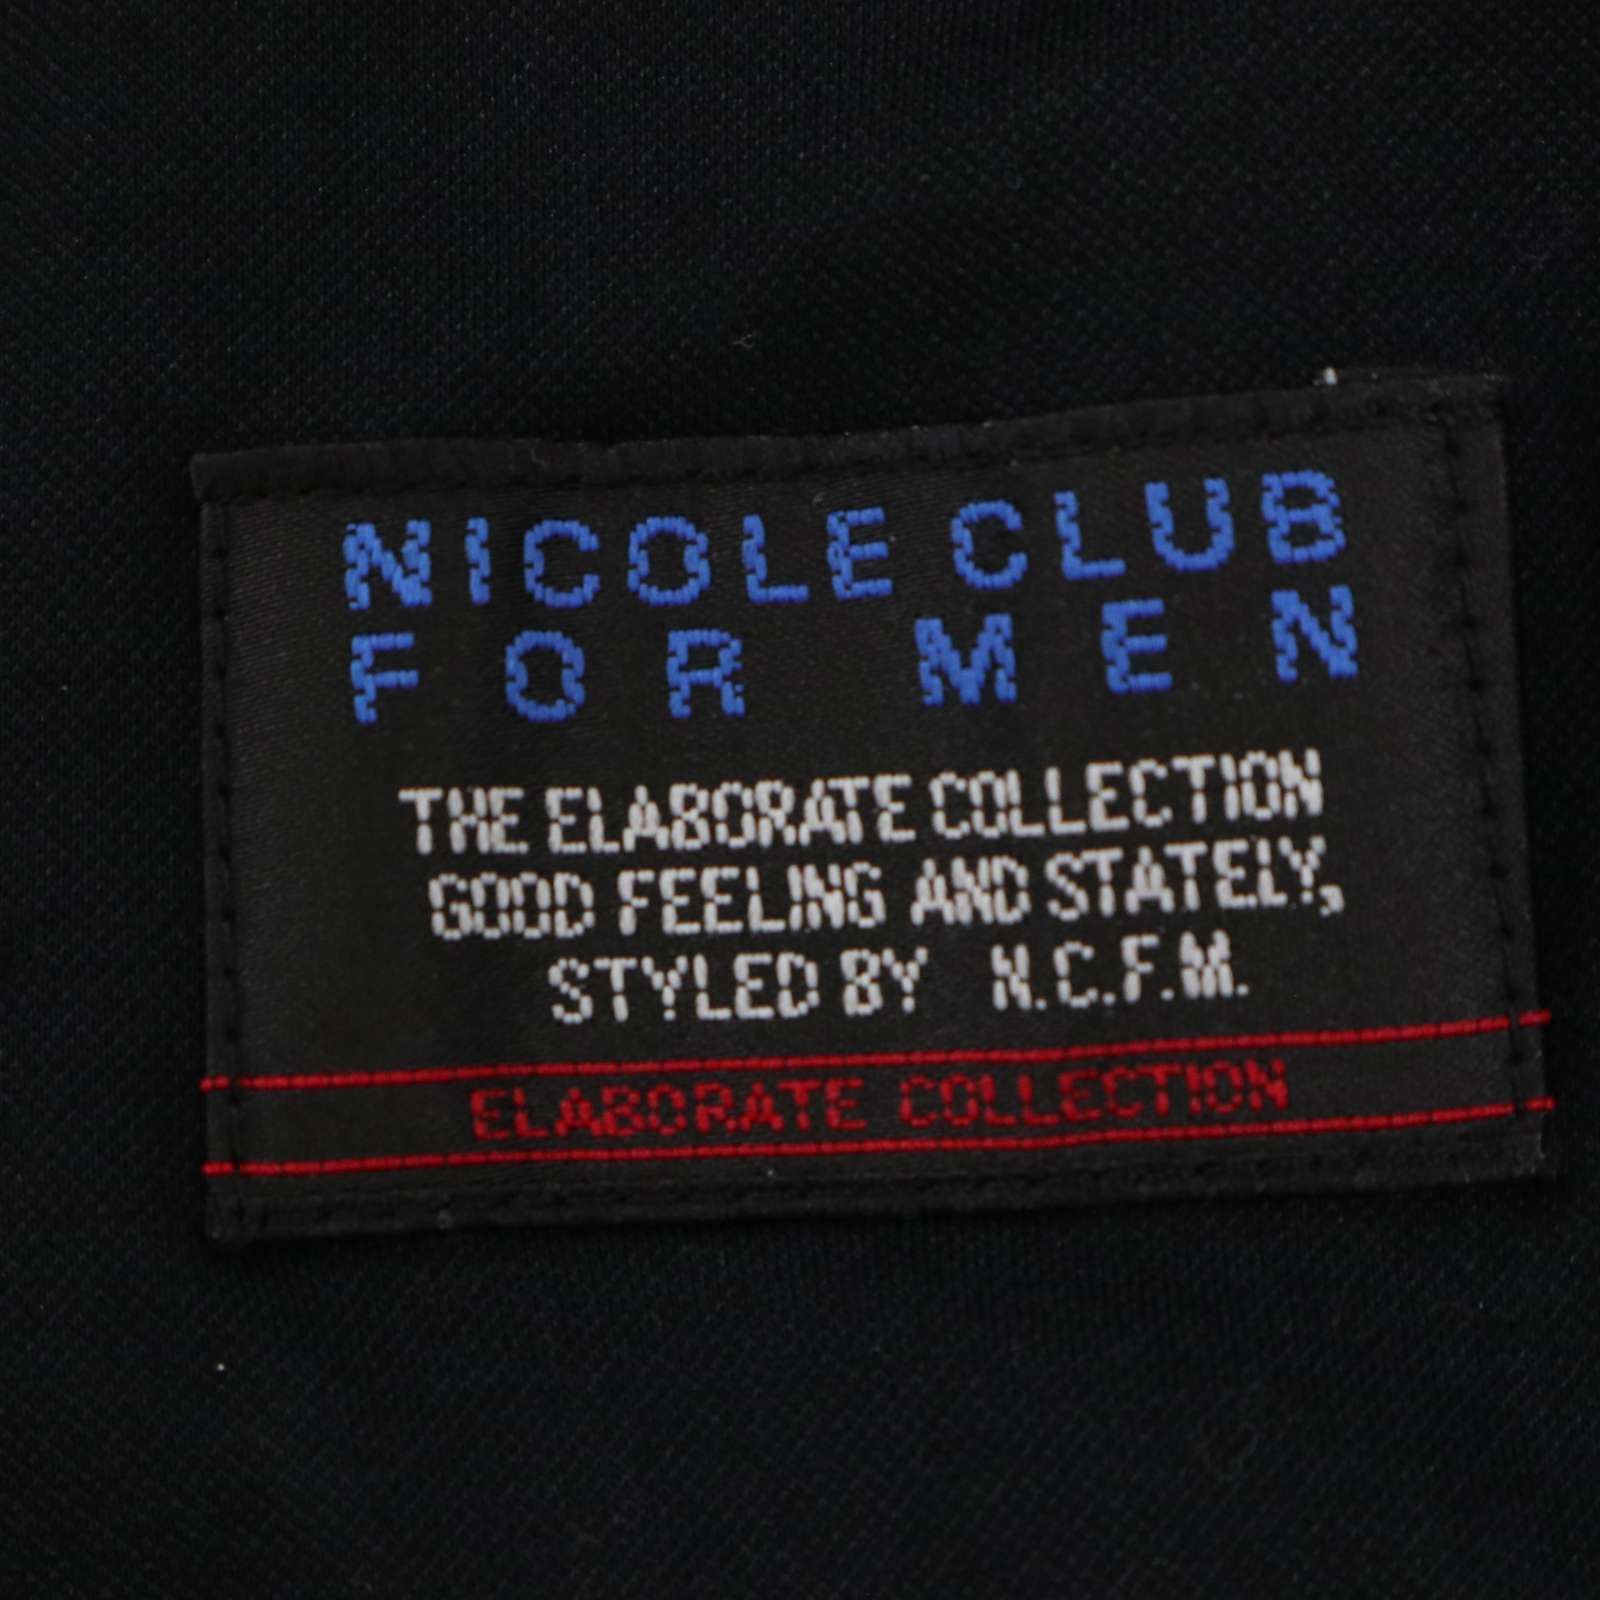 NICOLE CLUB
FOR MEN
THE ELABORATE COLLECTION
GOOD FEELING AND STATELY,
STYLED BY N.C.F.M.
ELABORATE COLLECTION